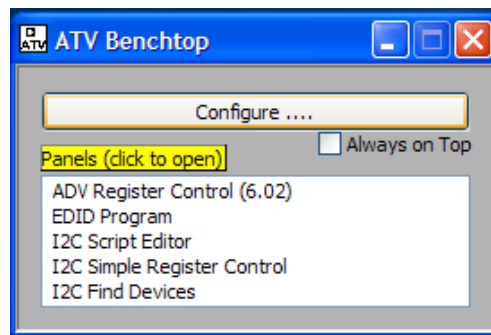 ATV
ATV Benchtop
Configure ....
Always on Top
Panels (click to open)
ADV Register Control (6.02)
EDID Program
I2C Script Editor
I2C Simple Register Control
I2C Find Devices